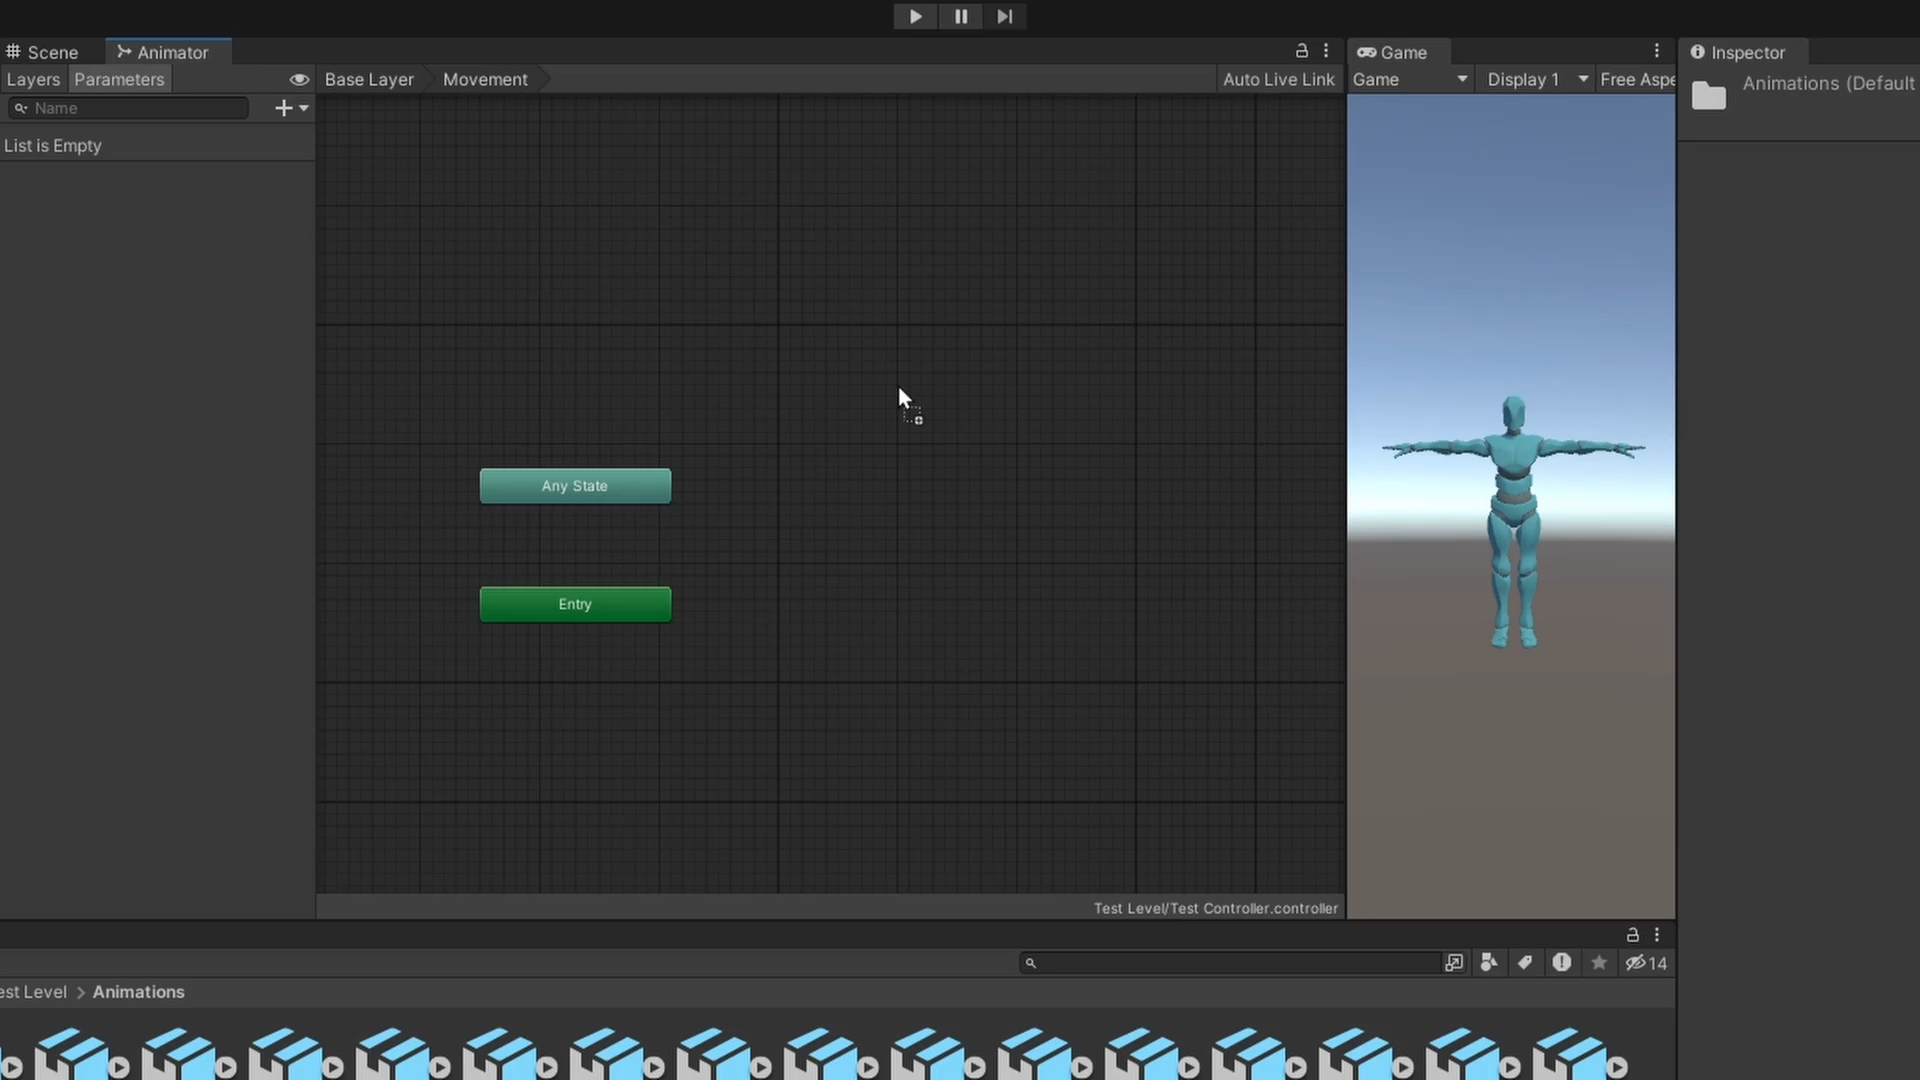 Scene
Animator
Game
Inspector
Layers
Parameters
Base Layer
Movement
Auto Live Link
Game
Display 1
Free Aspe
Animations (Default
Name
List is Empty
Any State
Entry
Test Level/Test Controller.controller
14
est Level > Animations